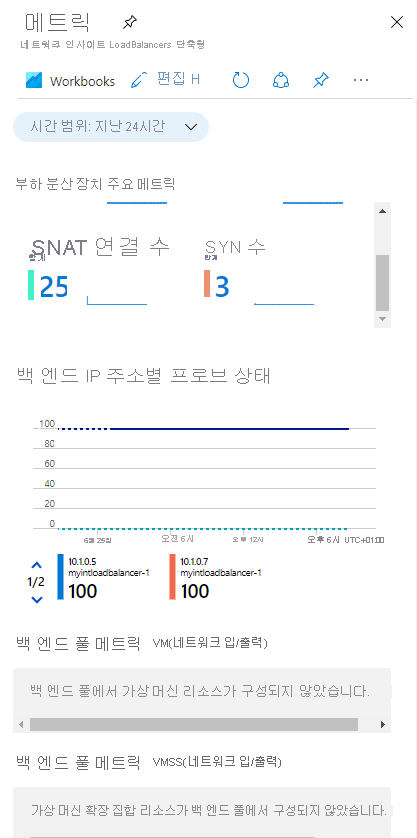 메트릭
네트워크 인사이트 LoadBalancers 단축형
Workbooks 편집 H
시간 범위: 지난 24시간
부하 분산 장치 주요 메트릭
SNAT 연결 수 SYN 수
합계 합계
25 3
백 엔드 IP 주소별 프로브 상태
100
80
60
40
20
0
6월 25일 오전 6시 오후 12시 오후 6시 UTC+01:00
10.1.0.5 10.1.0.7
myintloadbalancer-1 myintloadbalancer-1
1/2 100 100
백 엔드 풀 메트릭 VM(네트워크 입/출력)
백 엔드 풀에서 가상 머신 리소스가 구성되지 않았습니다.
백 엔드 풀 메트릭 VMSS(네트워크 입/출력)
가상 머신 확장 집합 리소스가 백 엔드 풀에서 구성되지 않았습니다.